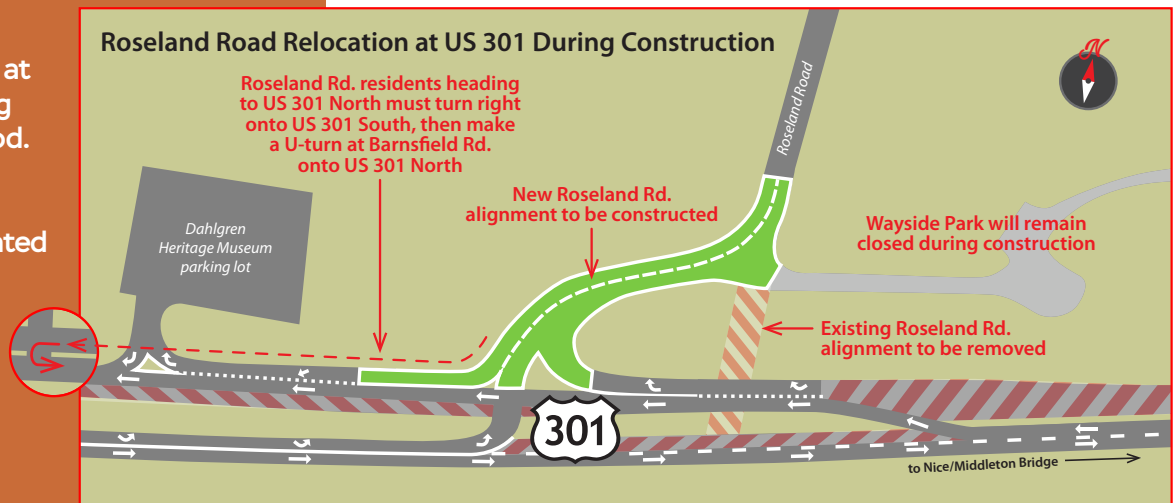 at
Roseland Road Relocation at US 301 During Construction
N
Roseland Rd. residents heading
to US 301 North must turn right
onto US 301 South, then make
a U-turn at Barnsfield Rd.
onto US 301 North
Roseland Road
New Roseland Rd.
alignment to be constructed
Wayside Park will remain
closed during construction
Dahlgren
Heritage Museum
parking lot
Existing Roseland Rd.
alignment to be removed
301
to Nice/Middleton Bridge